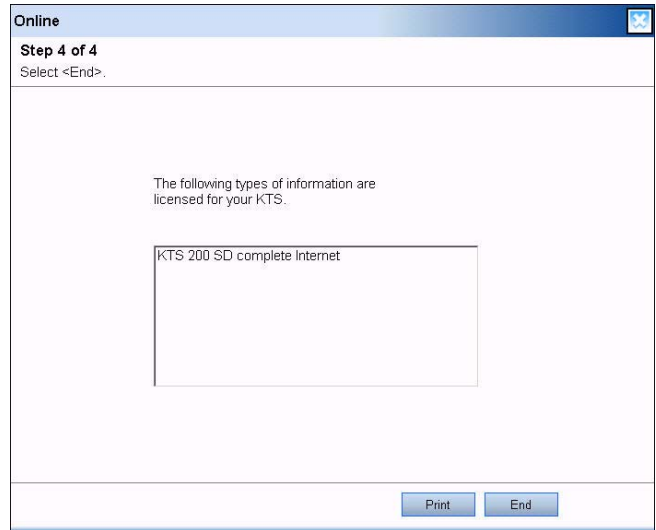 Online
Step 4 of 4
Select <End>.
The following types of information are
licensed for your KTS.
KTS 200 SD complete Internet
Print
End